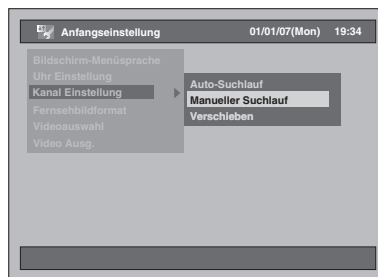 Anfangseinstellung 01/01/07(Mon) 19:34
Bildschirm-Menüsprache
Uhr Einstellung
Kanal Einstellung
Fernsehbildformat
Videoauswahl
Video Ausg.
Auto-Suchlauf
Manueller Suchlauf
Verschieben